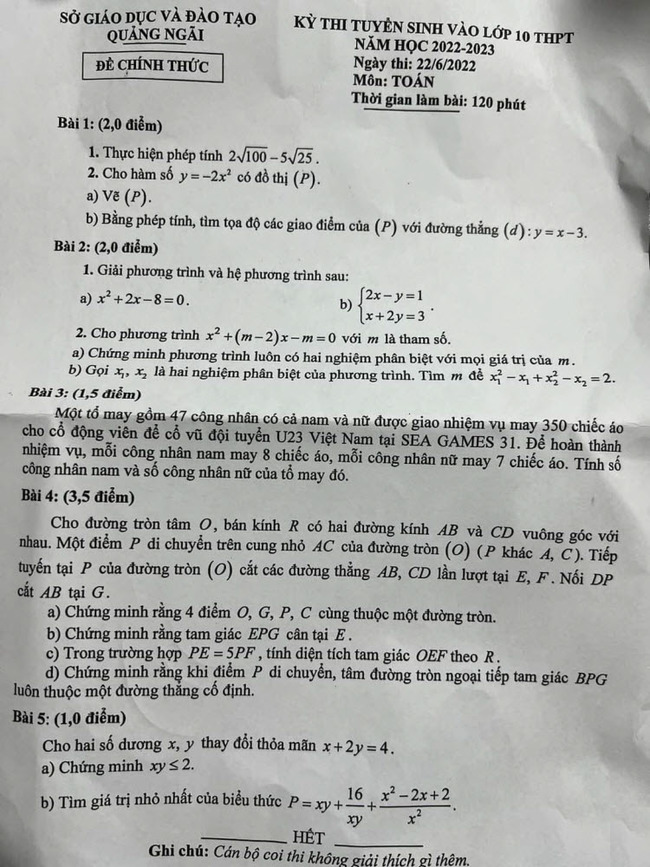 SỞ GIÁO DỤC VÀ ĐÀO TẠO
QUẢNG NGÃI
ĐỀ CHÍNH THỨC
KỲ THI TUYỂN SINH VÀO LỚP 10 THPT
NĂM HỌC 2022-2023
Ngày thi: 22/6/2022
Môn: TOÁN
Thời gian làm bài: 120 phút
Bài 1: (2,0 điểm)
1. Thực hiện phép tính 2√100 − 5√25.
2. Cho hàm số y = −2x² có đồ thị (P).
a) Vẽ (P).
b) Bằng phép tính, tìm tọa độ các giao điểm của (P) với đường thẳng (d): y = x − 3.
Bài 2: (2,0 điểm)
1. Giải phương trình và hệ phương trình sau:
a) x² + 2x − 8 = 0. b) {2x − y = 1
x + 2y = 3.
2. Cho phương trình x² + (m − 2)x − m = 0 với m là tham số.
a) Chứng minh phương trình luôn có hai nghiệm phân biệt với mọi giá trị của m.
b) Gọi x₁, x₂ là hai nghiệm phân biệt của phương trình. Tìm m để x₁² − x₁ + x₂² − x₂ = 2.
Bài 3: (1,5 điểm)
Một tổ may gồm 47 công nhân có cả nam và nữ được giao nhiệm vụ may 350 chiếc áo
cho cổ động viên để cổ vũ đội tuyển U23 Việt Nam tại SEA GAMES 31. Để hoàn thành
nhiệm vụ, mỗi công nhân nam may 8 chiếc áo, mỗi công nhân nữ may 7 chiếc áo. Tính số
công nhân nam và số công nhân nữ của tổ may đó.
Bài 4: (3,5 điểm)
Cho đường tròn tâm O, bán kính R có hai đường kính AB và CD vuông góc với
nhau. Một điểm P di chuyển trên cung nhỏ AC của đường tròn (O) (P khác A, C). Tiếp
tuyến tại P của đường tròn (O) cắt các đường thẳng AB, CD lần lượt tại E, F. Nối DP
cắt AB tại G.
a) Chứng minh rằng 4 điểm O, G, P, C cùng thuộc một đường tròn.
b) Chứng minh rằng tam giác EPG cân tại E.
c) Trong trường hợp PE = 5PF, tính diện tích tam giác OEF theo R.
d) Chứng minh rằng khi điểm P di chuyển, tâm đường tròn ngoại tiếp tam giác BPG
luôn thuộc một đường thẳng cố định.
Bài 5: (1,0 điểm)
Cho hai số dương x, y thay đổi thỏa mãn x + 2y = 4.
a) Chứng minh xy ≤ 2.
b) Tìm giá trị nhỏ nhất của biểu thức P = xy + 16/xy + (x² − 2x + 2)/x².
HẾT
Ghi chú: Cán bộ coi thi không giải thích gì thêm.